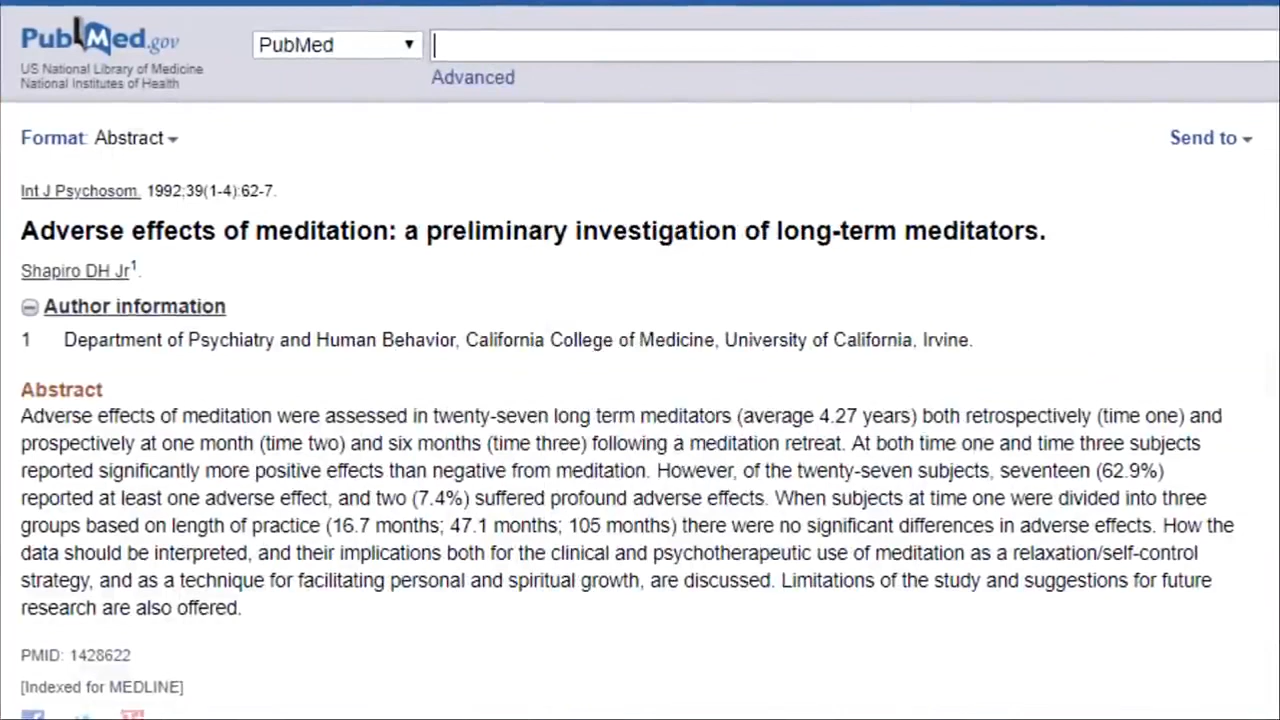 PubMed.gov
US National Library of Medicine
National Institutes of Health
PubMed
Advanced
Format: Abstract
Send to
Int J Psychosom. 1992;39(1-4):62-7.
Adverse effects of meditation: a preliminary investigation of long-term meditators.
Shapiro DH Jr1.
Author information
1 Department of Psychiatry and Human Behavior, California College of Medicine, University of California, Irvine.
Abstract
Adverse effects of meditation were assessed in twenty-seven long term meditators (average 4.27 years) both retrospectively (time one) and
prospectively at one month (time two) and six months (time three) following a meditation retreat. At both time one and time three subjects
reported significantly more positive effects than negative from meditation. However, of the twenty-seven subjects, seventeen (62.9%)
reported at least one adverse effect, and two (7.4%) suffered profound adverse effects. When subjects at time one were divided into three
groups based on length of practice (16.7 months; 47.1 months; 105 months) there were no significant differences in adverse effects. How the
data should be interpreted, and their implications both for the clinical and psychotherapeutic use of meditation as a relaxation/self-control
strategy, and as a technique for facilitating personal and spiritual growth, are discussed. Limitations of the study and suggestions for future
research are also offered.
PMID: 1428622
[Indexed for MEDLINE]